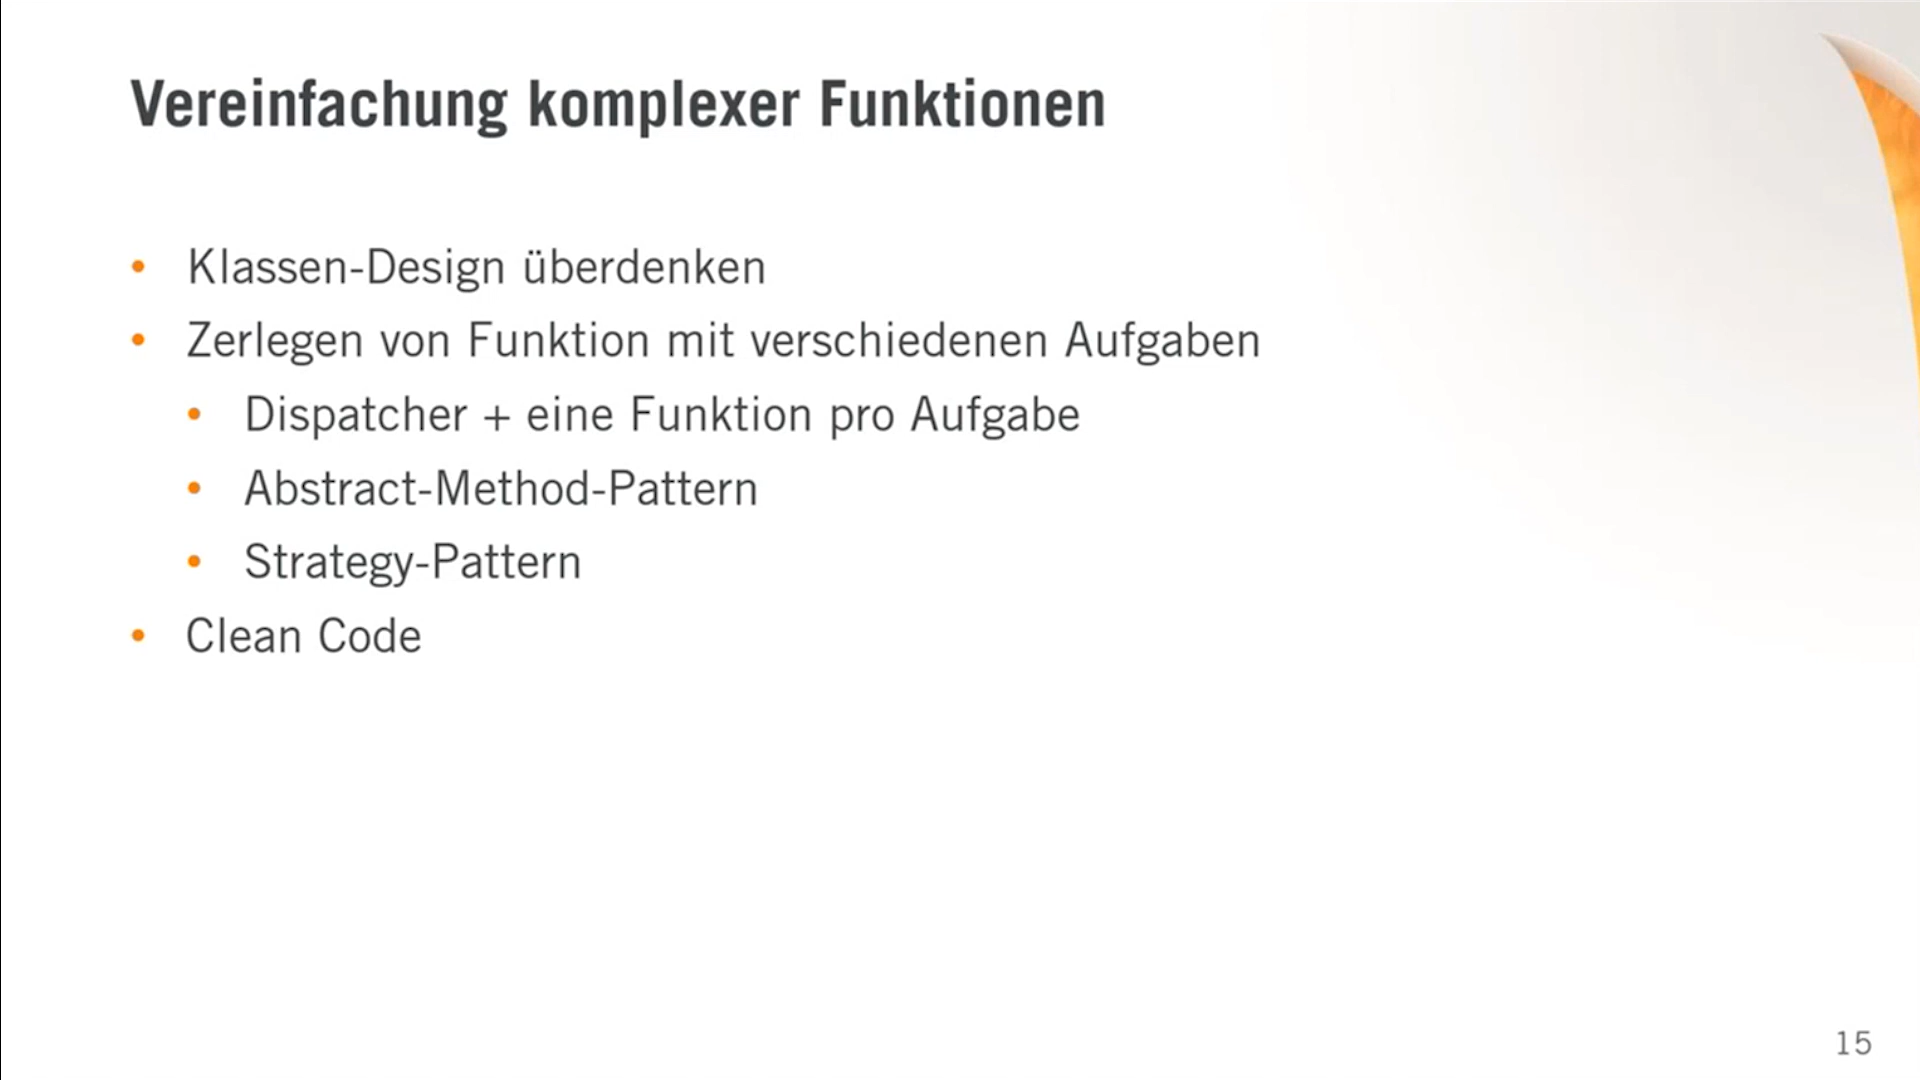 Vereinfachung komplexer Funktionen
• Klassen-Design überdenken
• Zerlegen von Funktion mit verschiedenen Aufgaben
• Dispatcher + eine Funktion pro Aufgabe
• Abstract-Method-Pattern
• Strategy-Pattern
• Clean Code
15